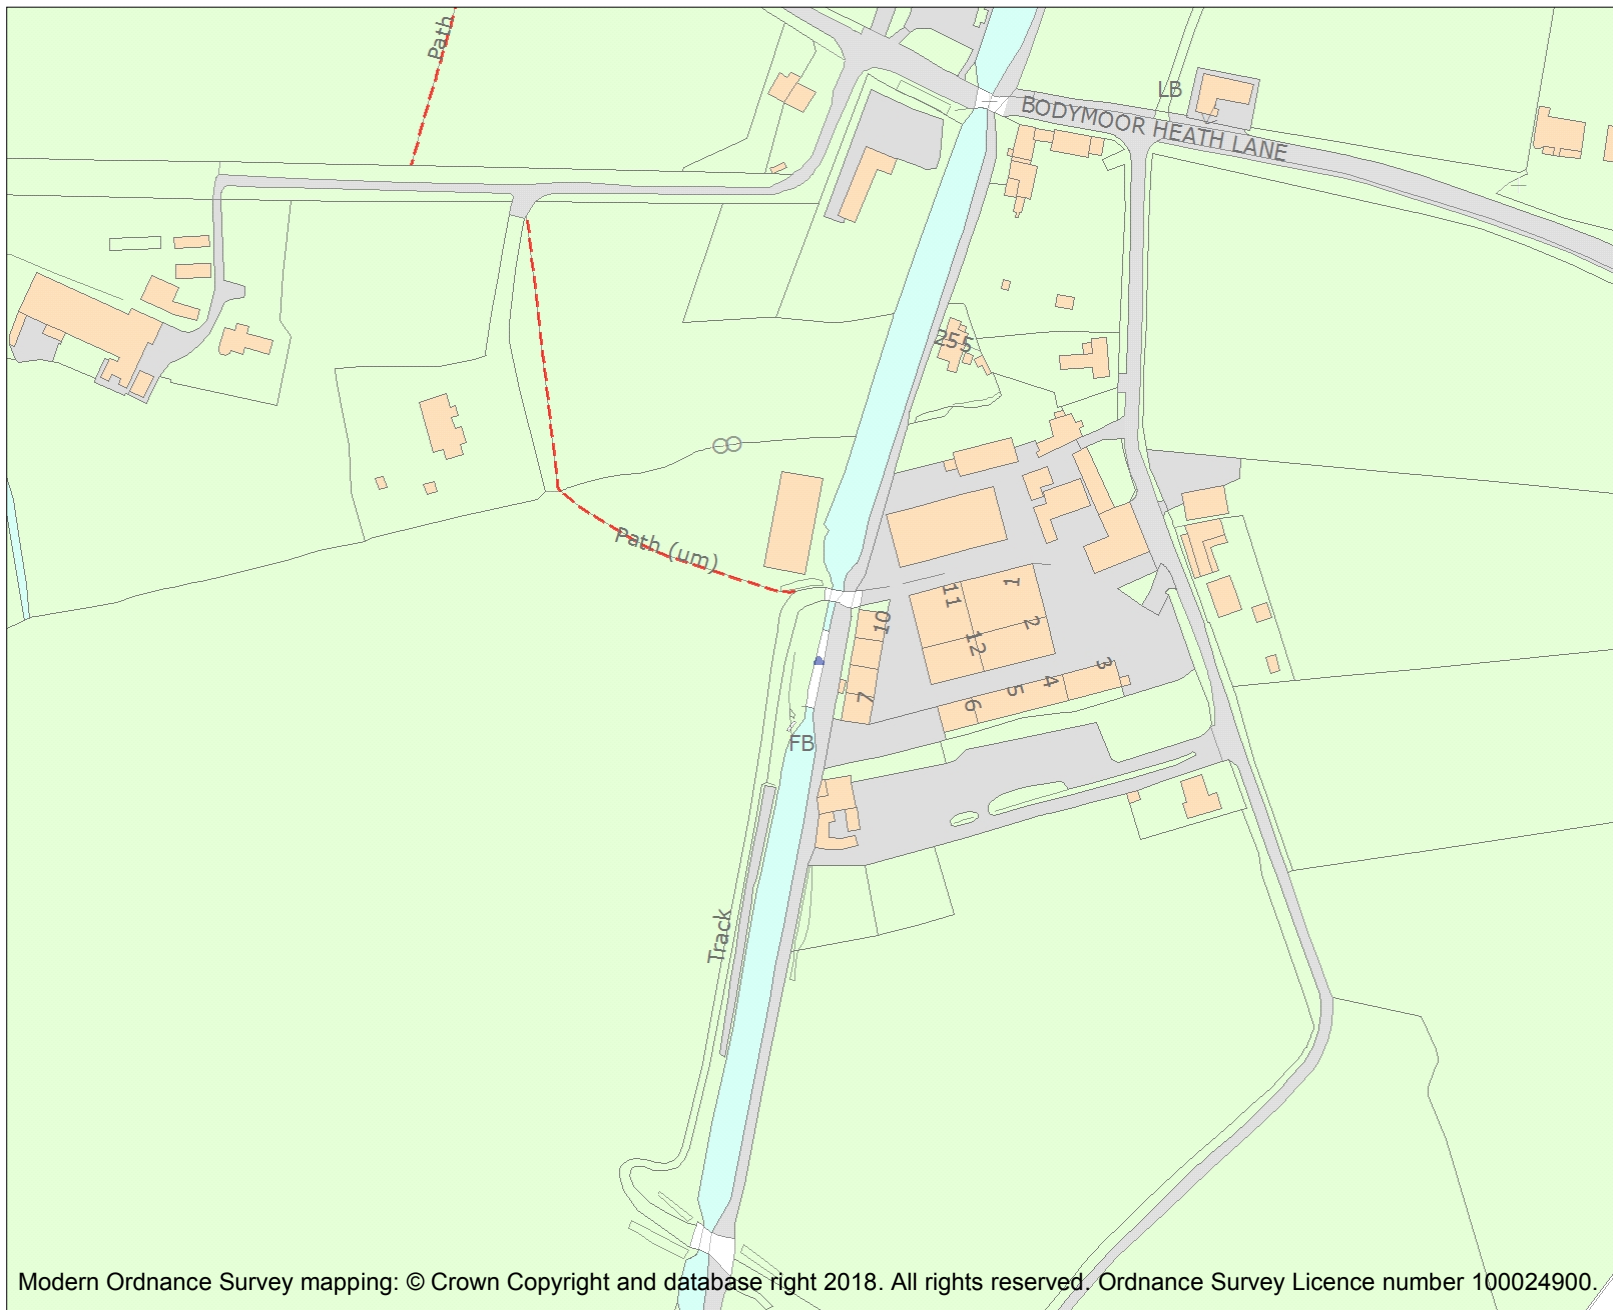 Path
LB
BODYMOOR HEATH LANE
255
Path (um)
1
11
2
10
12
3
4
5
7
6
FB
Track
Modern Ordnance Survey mapping: © Crown Copyright and database right 2018. All rights reserved. Ordnance Survey Licence number 100024900.